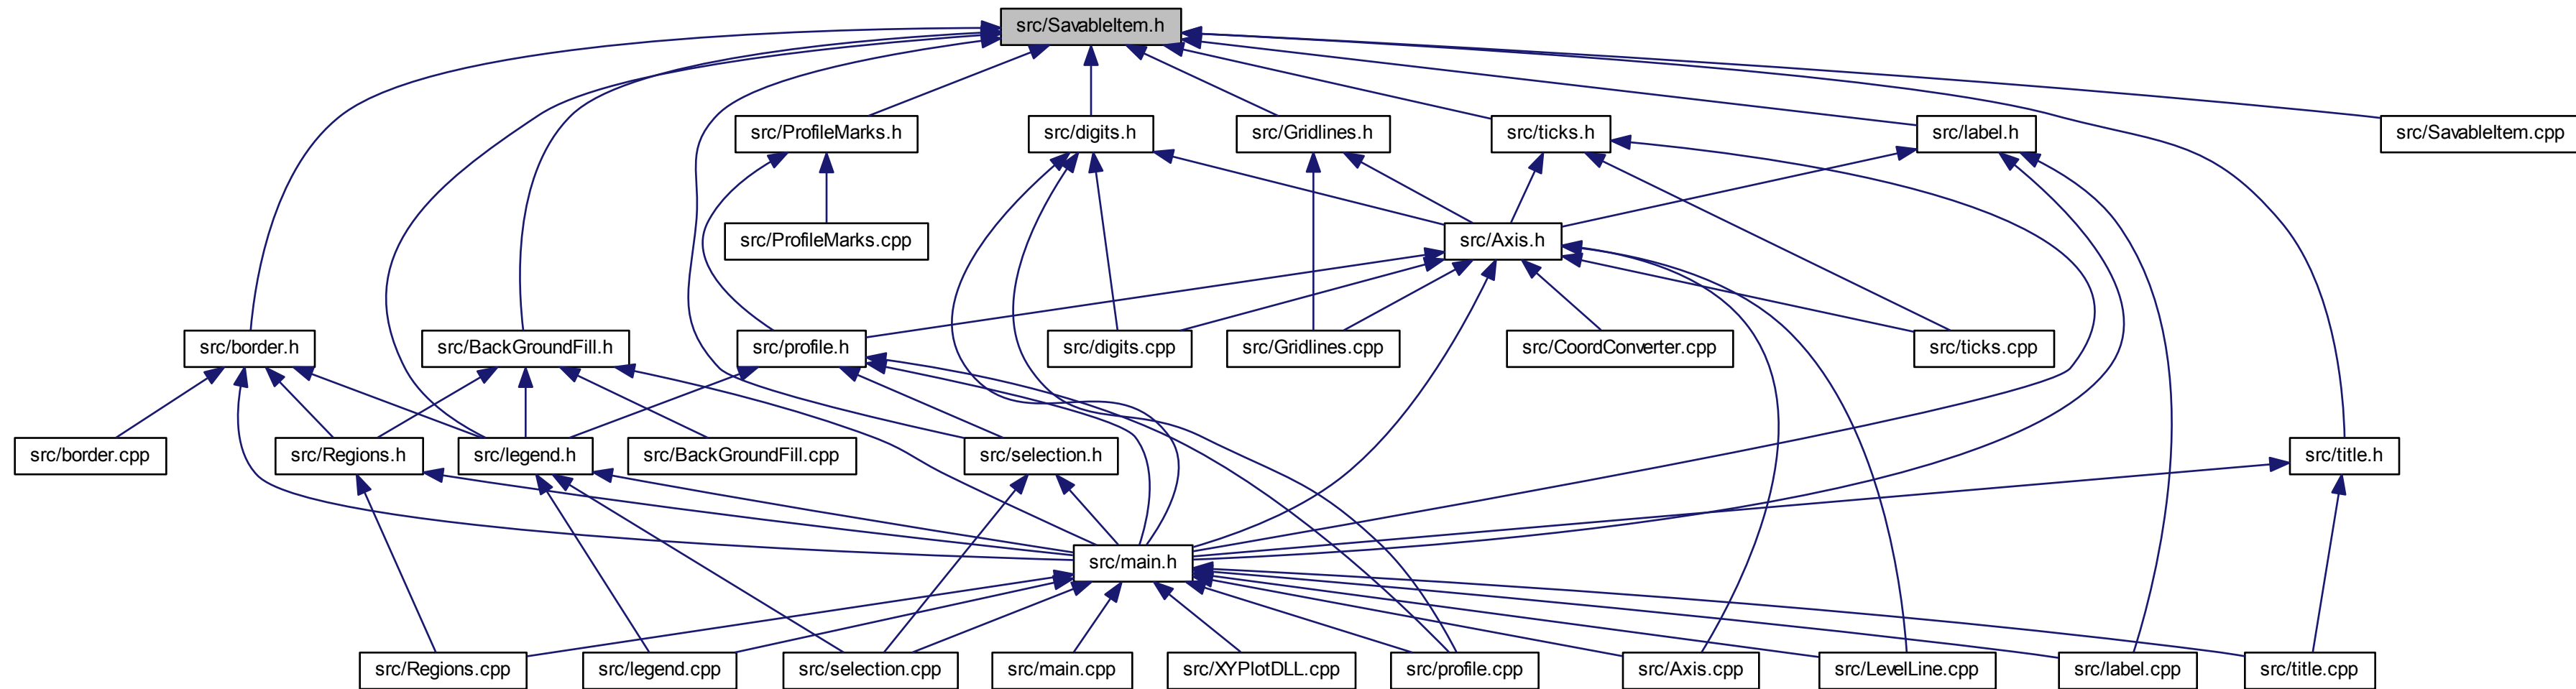 src/SavableItem.h
src/ProfileMarks.h
src/digits.h
src/Gridlines.h
src/ticks.h
src/label.h
src/SavableItem.cpp
src/ProfileMarks.cpp
src/Axis.h
src/border.h
src/BackGroundFill.h
src/profile.h
src/digits.cpp
src/Gridlines.cpp
src/CoordConverter.cpp
src/ticks.cpp
src/border.cpp
src/Regions.h
src/legend.h
src/BackGroundFill.cpp
src/selection.h
src/title.h
src/main.h
src/Regions.cpp
src/legend.cpp
src/selection.cpp
src/main.cpp
src/XYPlotDLL.cpp
src/profile.cpp
src/Axis.cpp
src/LevelLine.cpp
src/label.cpp
src/title.cpp